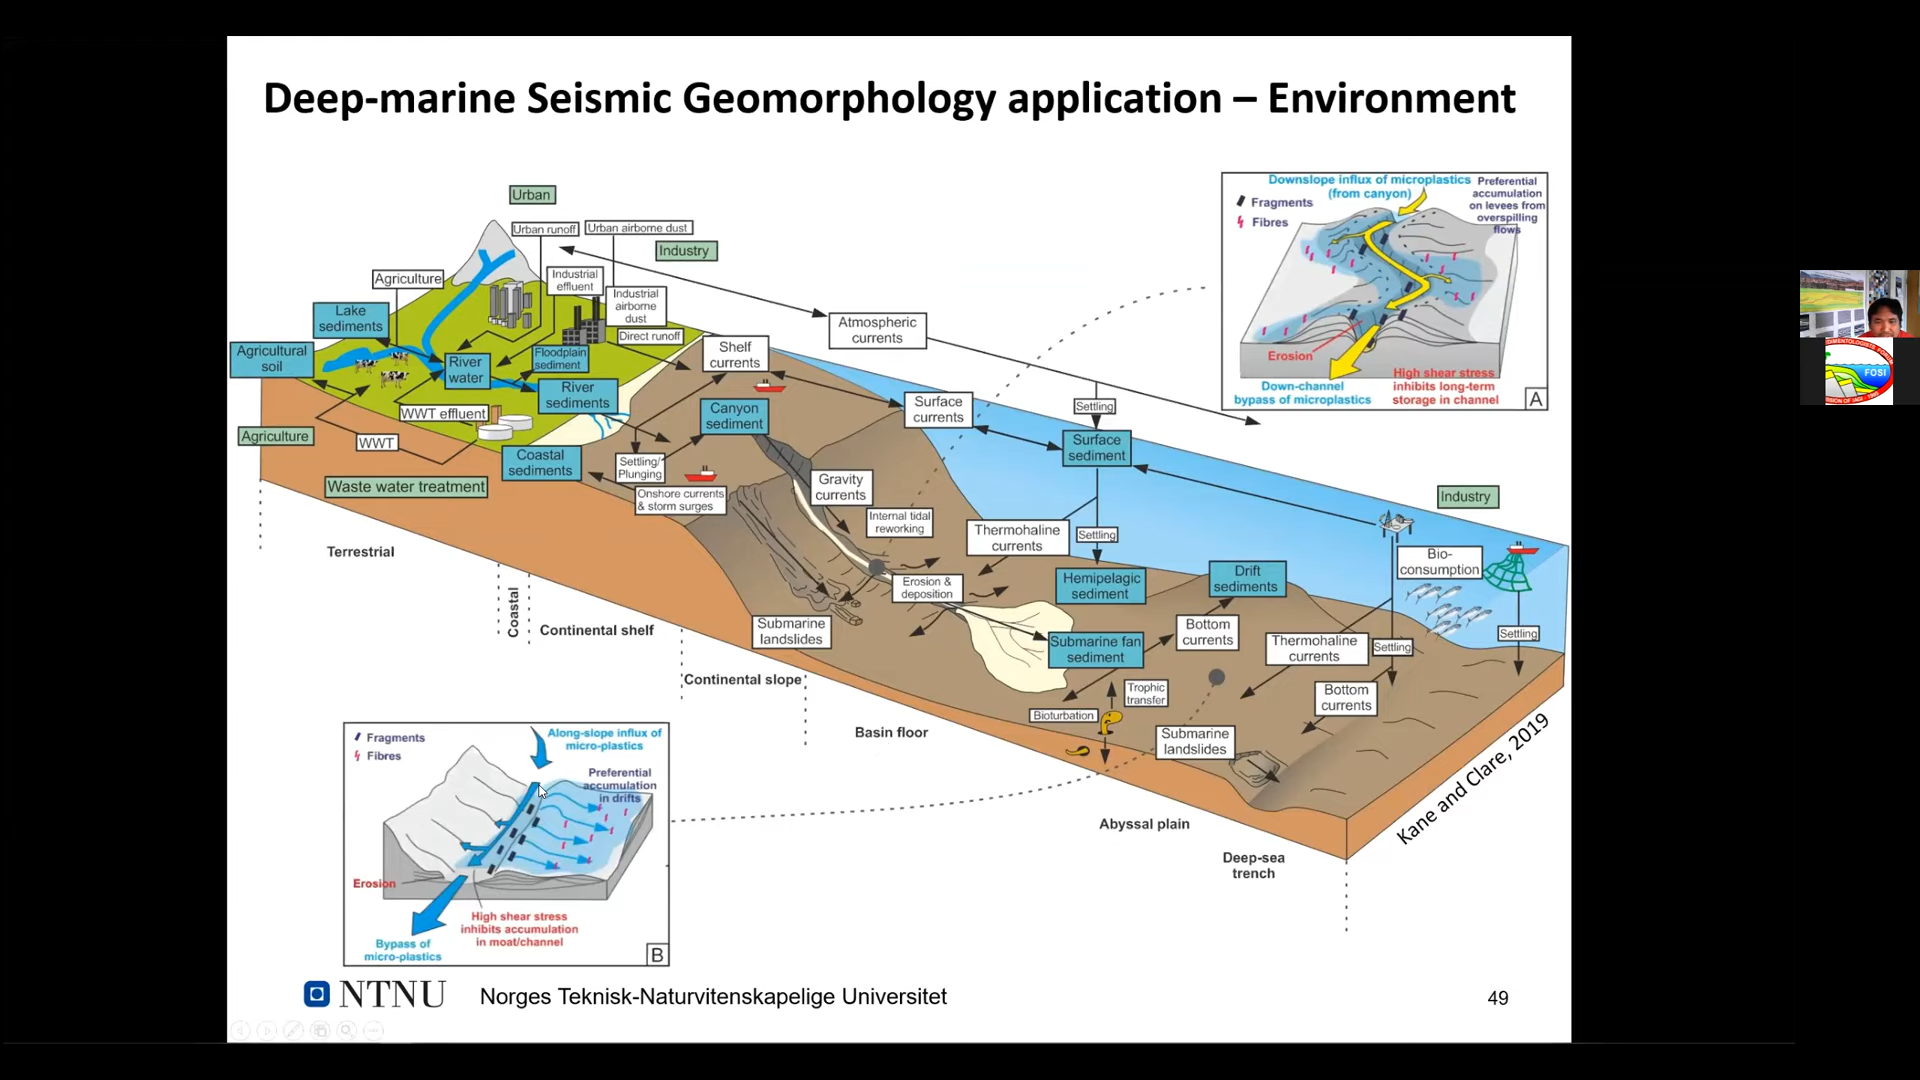 Deep-marine Seismic Geomorphology application – Environment
Urban
Urban runoff
Urban airborne dust
Industry
Agriculture
Industrial
effluent
Industrial
airborne
dust
Direct runoff
Lake
sediments
Agricultural
soil
River
water
Floodplain
sediment
River
sediments
WWT effluent
Agriculture
WWT
Waste water treatment
Coastal
sediments
Shelf
currents
Canyon
sediment
Settling/
Plunging
Onshore currents
& storm surges
Atmospheric
currents
Surface
currents
Settling
Surface
sediment
Gravity
currents
Internal tidal
reworking
Thermohaline
currents
Settling
Erosion &
deposition
Hemipelagic
sediment
Drift
sediments
Submarine
landslides
Submarine fan
sediment
Bottom
currents
Trophic
transfer
Bioturbation
Submarine
landslides
Thermohaline
currents
Settling
Bottom
currents
Industry
Bio-
consumption
Settling
Terrestrial
Coastal
Continental shelf
Continental slope
Basin floor
Abyssal plain
Deep-sea
trench
Kane and Clare, 2019
Downslope influx of microplastics
(from canyon)
Fragments
Fibres
Preferential
accumulation
on levees from
overspilling
flows
Erosion
Down-channel
bypass of microplastics
High shear stress
inhibits long-term
storage in channel
A
Fragments
Fibres
Along-slope influx of
micro-plastics
Preferential
accumulation
in drifts
Erosion
High shear stress
inhibits accumulation
in moat/channel
Bypass of
micro-plastics
B
NTNU
Norges Teknisk-Naturvitenskapelige Universitet
49
FOSI